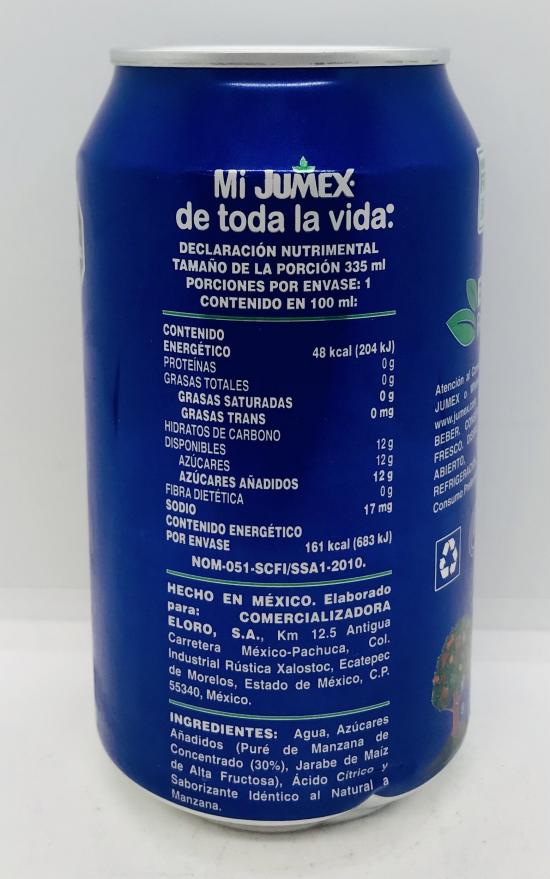 Mi JUMEX
de toda la vida:
DECLARACIÓN NUTRIMENTAL
TAMAÑO DE LA PORCIÓN 335 ml
PORCIONES POR ENVASE: 1
CONTENIDO EN 100 ml:
CONTENIDO
ENERGÉTICO 48 kcal (204 kJ)
PROTEÍNAS 0 g
GRASAS TOTALES 0 g
GRASAS SATURADAS 0 g
GRASAS TRANS 0 mg
HIDRATOS DE CARBONO
DISPONIBLES 12 g
AZÚCARES 12 g
AZÚCARES AÑADIDOS 12 g
FIBRA DIETÉTICA 0 g
SODIO 17 mg
CONTENIDO ENERGÉTICO
POR ENVASE 161 kcal (683 kJ)
NOM-051-SCFI/SSA1-2010.
HECHO EN MÉXICO. Elaborado
para: COMERCIALIZADORA
ELORO, S.A., Km 12.5 Antigua
Carretera México-Pachuca, Col.
Industrial Rústica Xalostoc, Ecatepec
de Morelos, Estado de México, C.P.
55340, México.
INGREDIENTES: Agua, Azúcares
Añadidos (Puré de Manzana de
Concentrado (30%), Jarabe de Maíz
de Alta Fructosa), Ácido Cítrico y
Saborizante Idéntico al Natural a
Manzana.
Atención al
JUMEX o
BEBER.
FRESCO,
ABIERTO,
Consumo